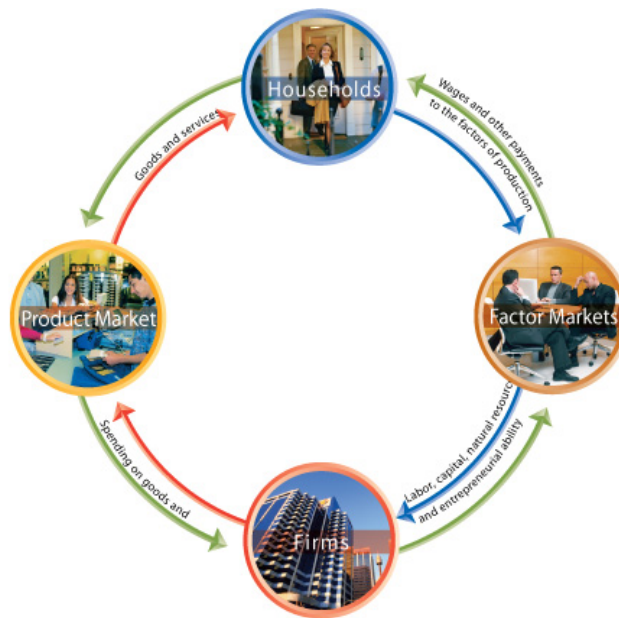 Households
Goods and services
Wages and other payments
to the factors of production
Product Market
Factor Markets
Spending on goods and
Labor, capital, natural resourc
and entrepreneurial ability
Firms